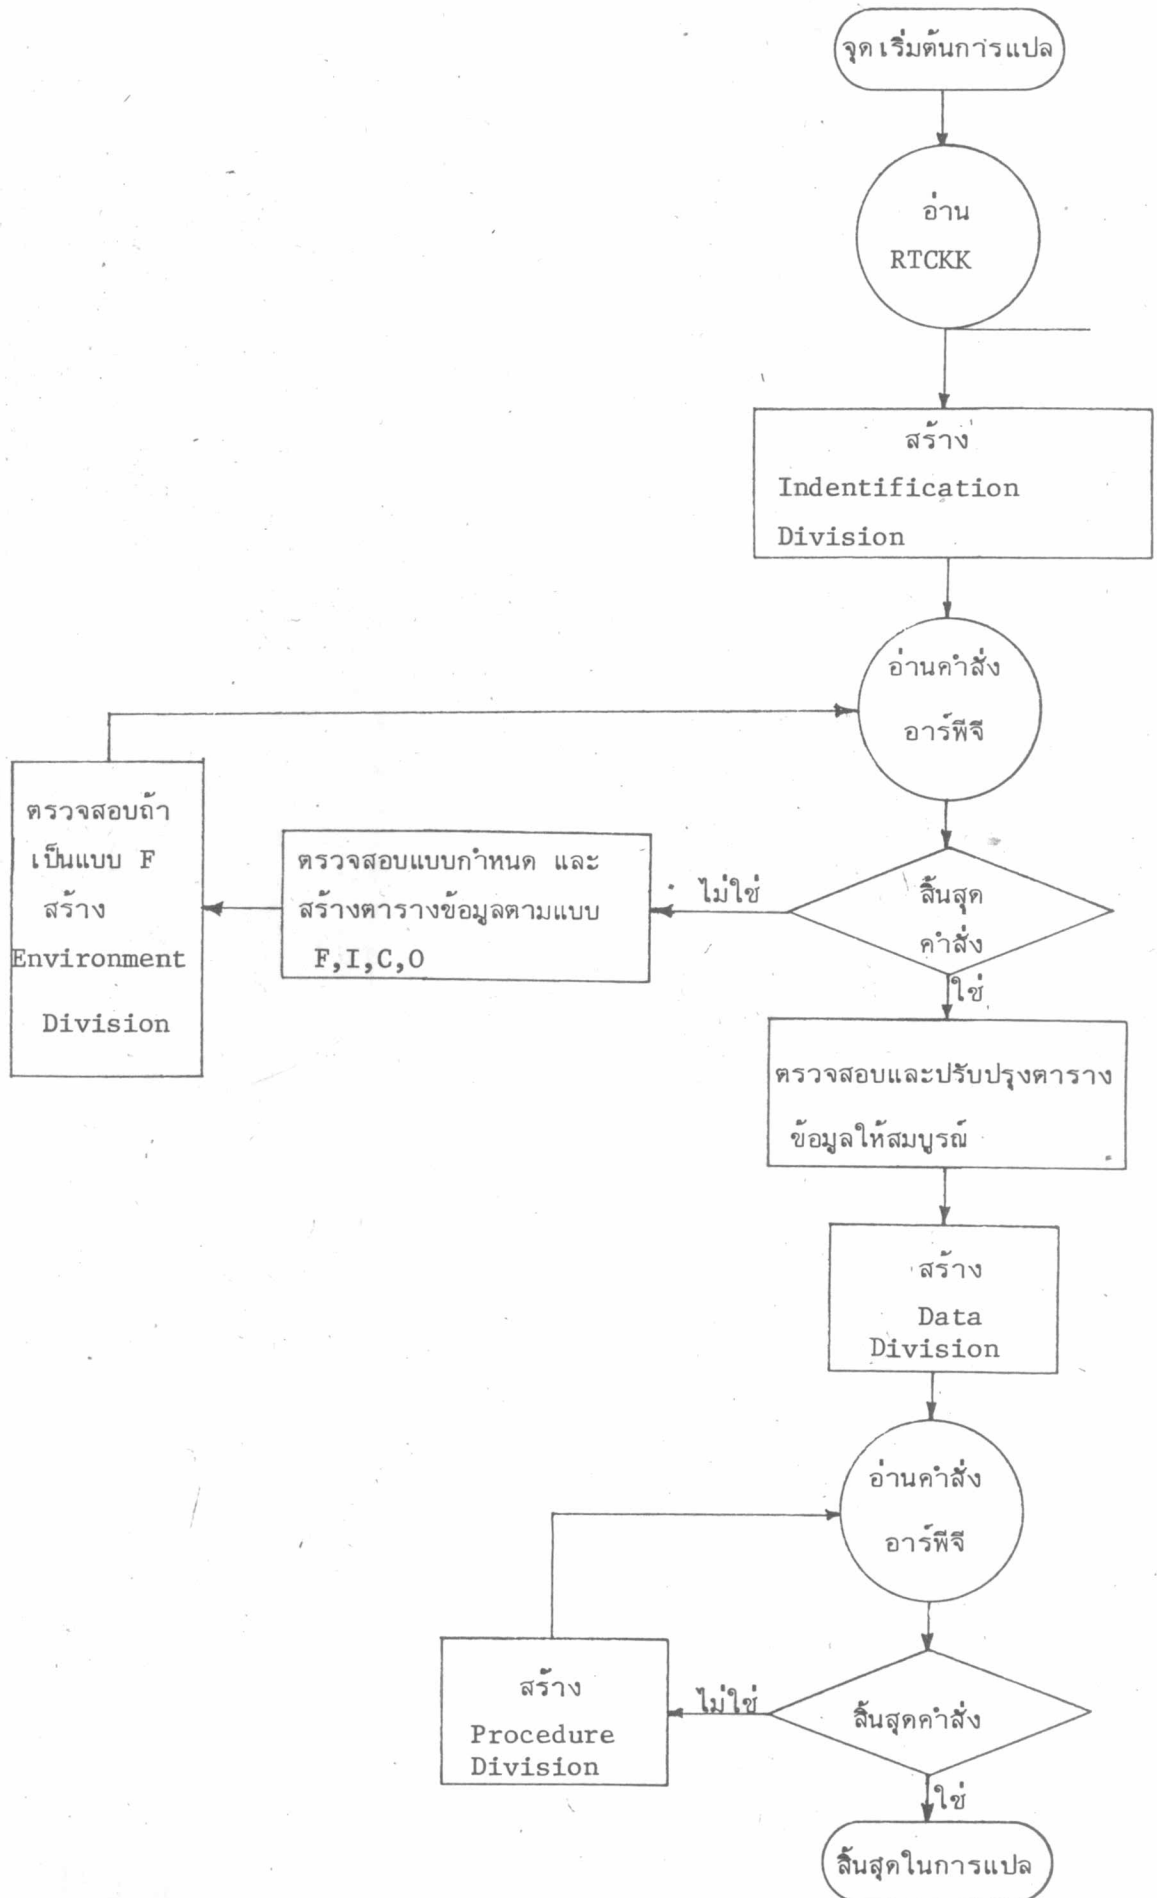 จุดเริ่มต้นการแปล
อ่าน
RTCKK
สร้าง
Indentification
Division
อ่านคำสั่ง
อาร์พีจี
ตรวจสอบถ้า
เป็นแบบ F
สร้าง
Environment
Division
ตรวจสอบแบบกำหนด และ
สร้างตารางข้อมูลตามแบบ
F,I,C,O
ไม่ใช่
สิ้นสุด
คำสั่ง
ใช่
ตรวจสอบและปรับปรุงตาราง
ข้อมูลให้สมบูรณ์
สร้าง
Data
Division
อ่านคำสั่ง
อาร์พีจี
สร้าง
Procedure
Division
ไม่ใช่
สิ้นสุดคำสั่ง
ใช่
สิ้นสุดในการแปล